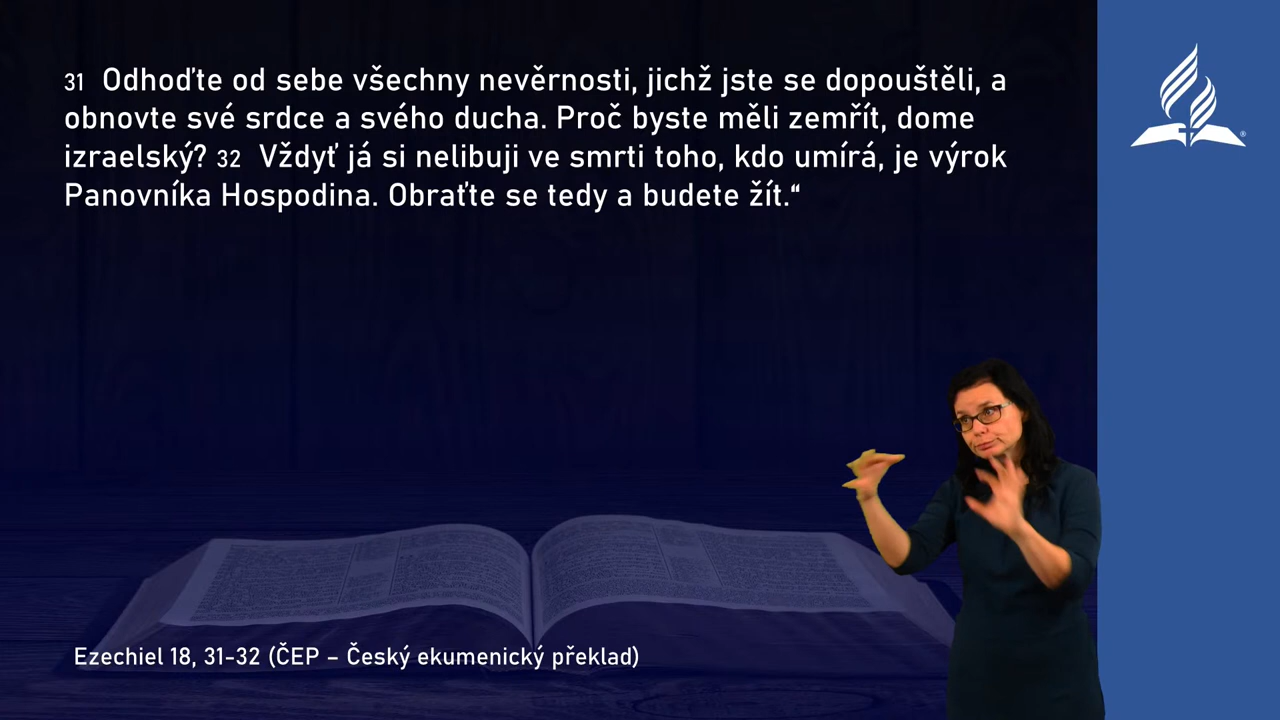 31 Odhoďte od sebe všechny nevěrnosti, jichž jste se dopouštěli, a
obnovte své srdce a svého ducha. Proč byste měli zemřít, dome
izraelský? 32 Vždyť já si nelibuji ve smrti toho, kdo umírá, je výrok
Panovníka Hospodina. Obraťte se tedy a budete žít.“
Ezechiel 18, 31-32 (ČEP – Český ekumenický překlad)